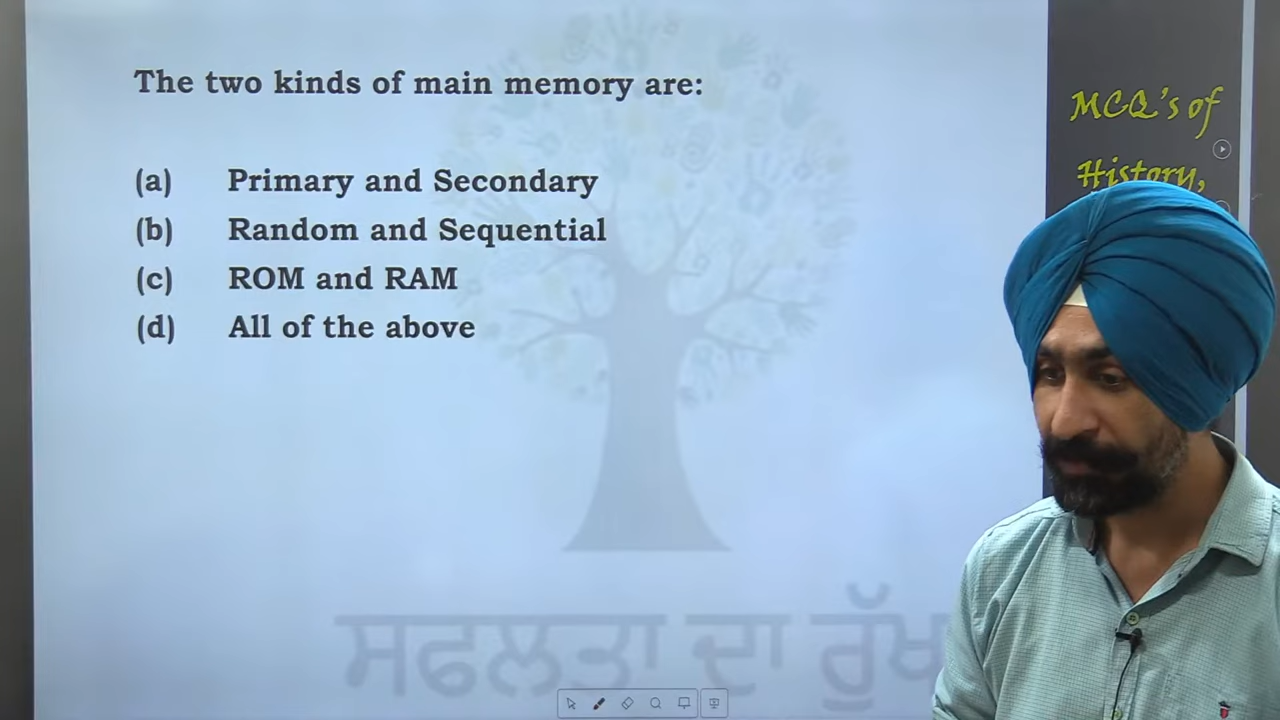 The two kinds of main memory are:
(a) Primary and Secondary
(b) Random and Sequential
(c) ROM and RAM
(d) All of the above
MCQ's of
History,
ਸਫਲਤਾ ਦਾ ਰੁੱਖ